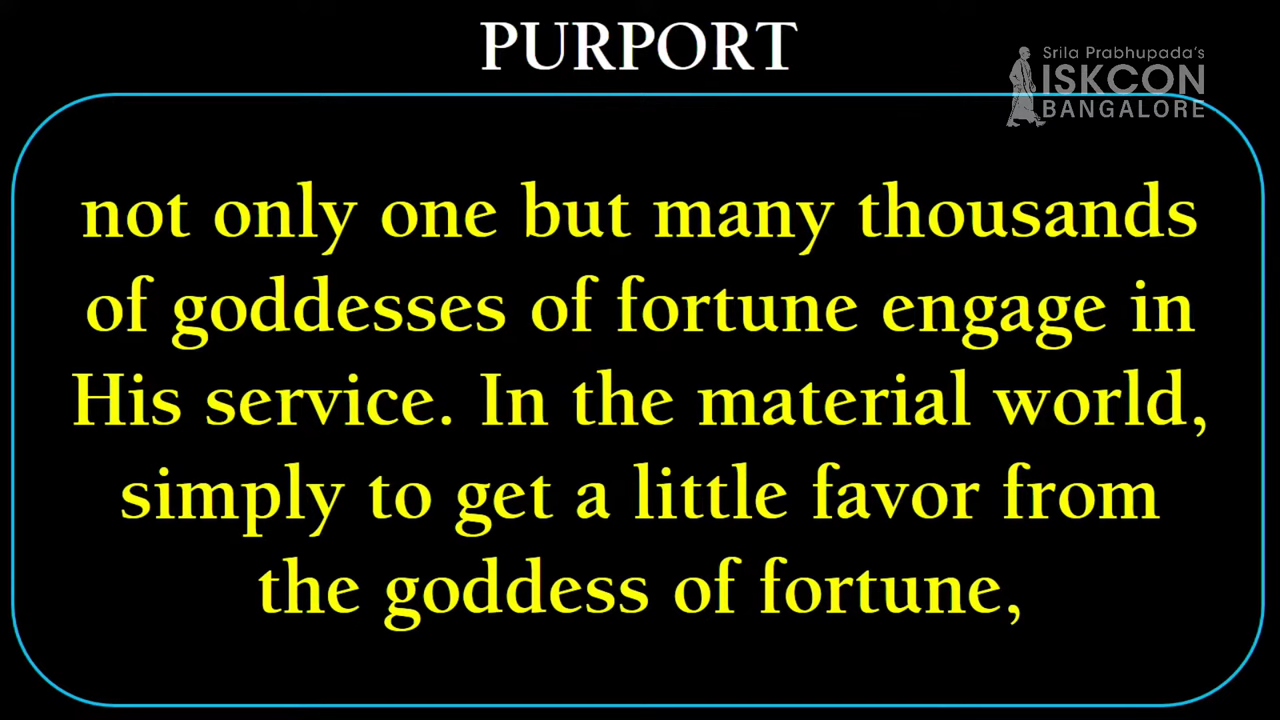 PURPORT
Srila Prabhupada's
ISKCON
BANGALORE
not only one but many thousands
of goddesses of fortune engage in
His service. In the material world,
simply to get a little favor from
the goddess of fortune,